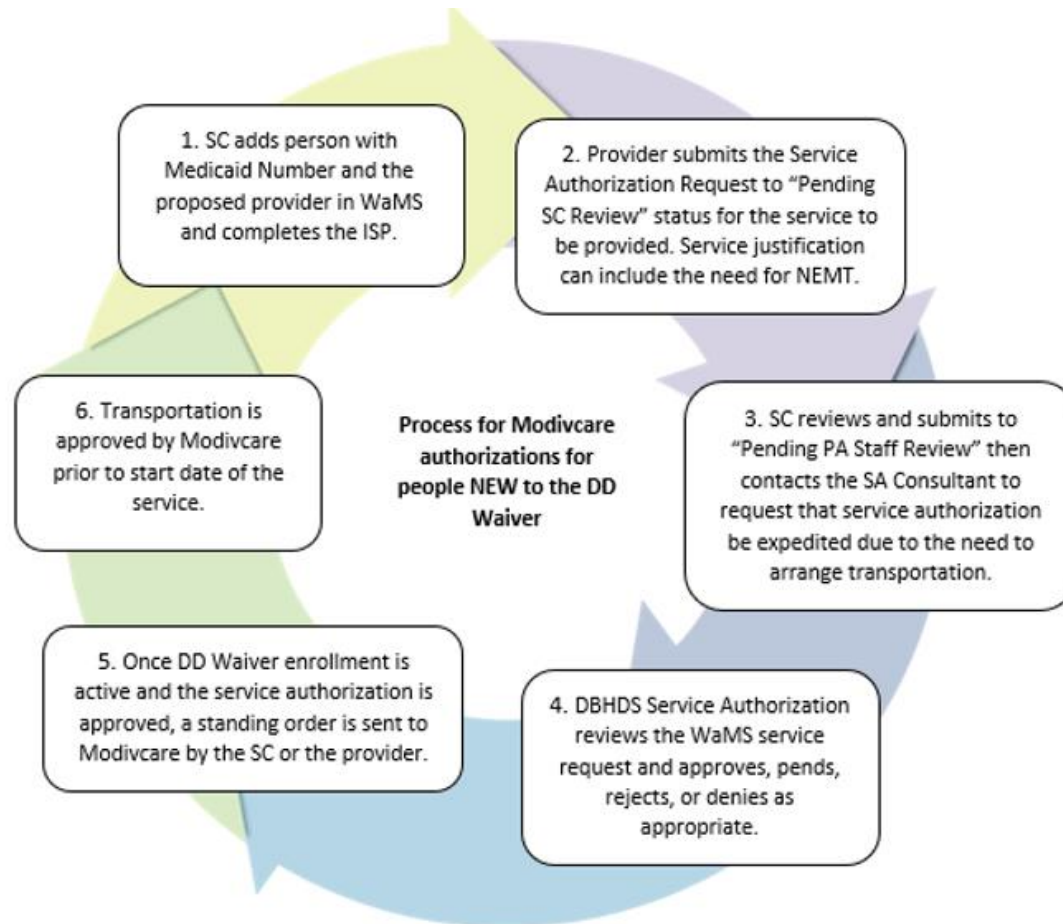 1. SC adds person with
Medicaid Number and the
proposed provider in WaMS
and completes the ISP.
2. Provider submits the Service
Authorization Request to “Pending
SC Review” status for the service to
be provided. Service justification
can include the need for NEMT.
3. SC reviews and submits to
“Pending PA Staff Review” then
contacts the SA Consultant to
request that service authorization
be expedited due to the need to
arrange transportation.
4. DBHDS Service Authorization
reviews the WaMS service
request and approves, pends,
rejects, or denies as
appropriate.
5. Once DD Waiver enrollment is
active and the service authorization is
approved, a standing order is sent to
Modivcare by the SC or the provider.
6. Transportation is
approved by Modivcare
prior to start date of the
service.
Process for Modivcare
authorizations for
people NEW to the DD
Waiver